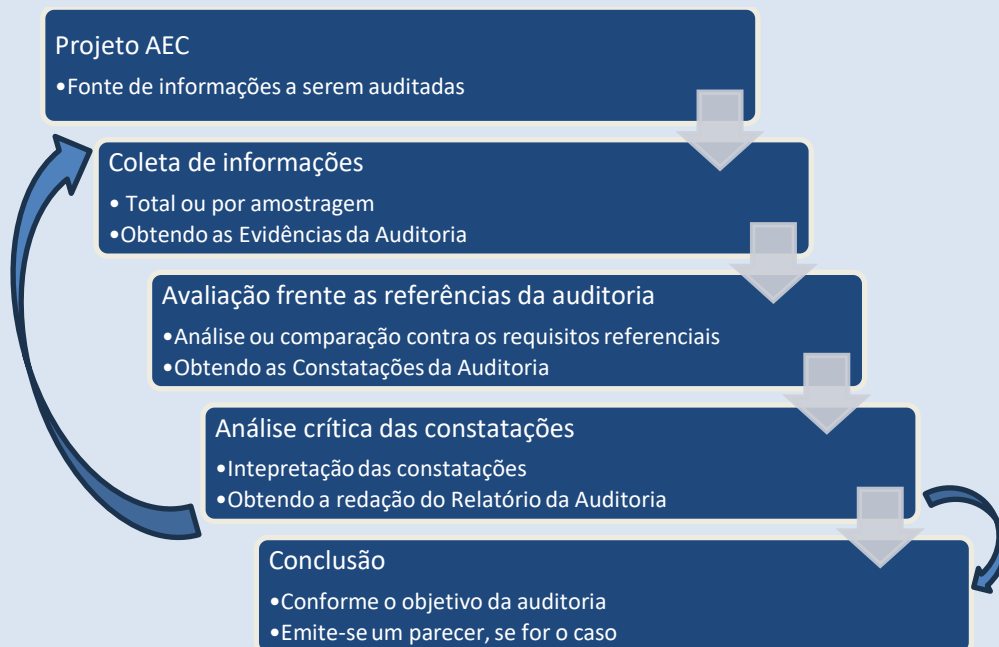 Projeto AEC
•Fonte de informações a serem auditadas
Coleta de informações
• Total ou por amostragem
•Obtendo as Evidências da Auditoria
Avaliação frente as referências da auditoria
•Análise ou comparação contra os requisitos referenciais
•Obtendo as Constatações da Auditoria
Análise crítica das constatações
•Intepretação das constatações
•Obtendo a redação do Relatório da Auditoria
Conclusão
•Conforme o objetivo da auditoria
•Emite-se um parecer, se for o caso